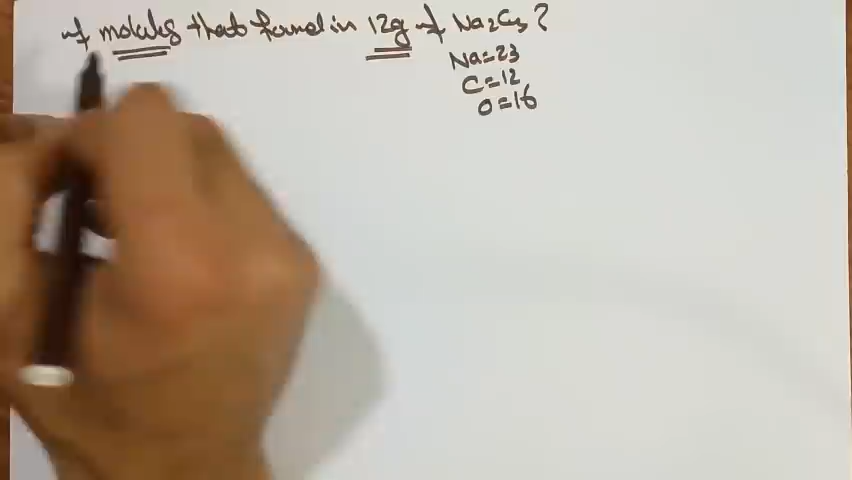 of molecules that found in 12g of Na2CO3?
Na=23
C=12
O=16